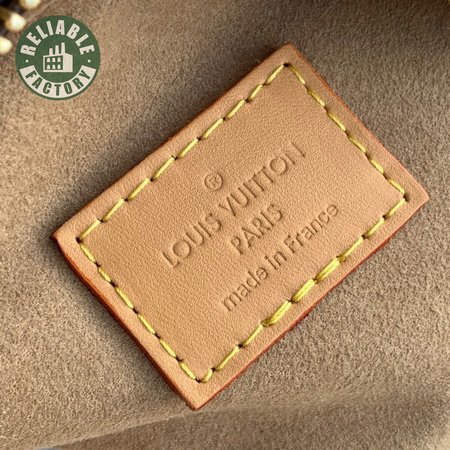 RELIABLE
FACTORY
®
LOUIS VUITTON
PARIS
made in France